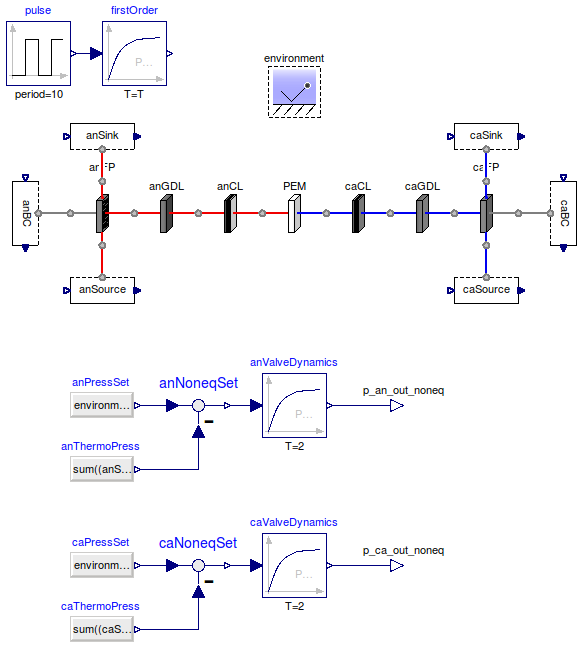 pulse
firstOrder
P...
period=10
T=T
environment
anSink
caSink
anFP
caFP
anGDL
anCL
PEM
caCL
caGDL
anBC
caBC
anSource
caSource
anValveDynamics
anPressSet
anNoneqSet
p_an_out_noneq
environm...
P...
anThermoPress
T=2
sum((anS...
caValveDynamics
caPressSet
caNoneqSet
p_ca_out_noneq
environm...
P...
caThermoPress
T=2
sum((caS...